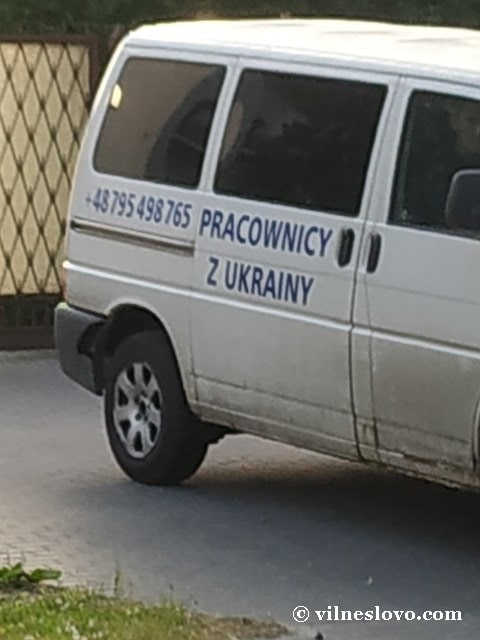 +48 795 498 765
PRACOWNICY
Z UKRAINY
© vilneslovo.com